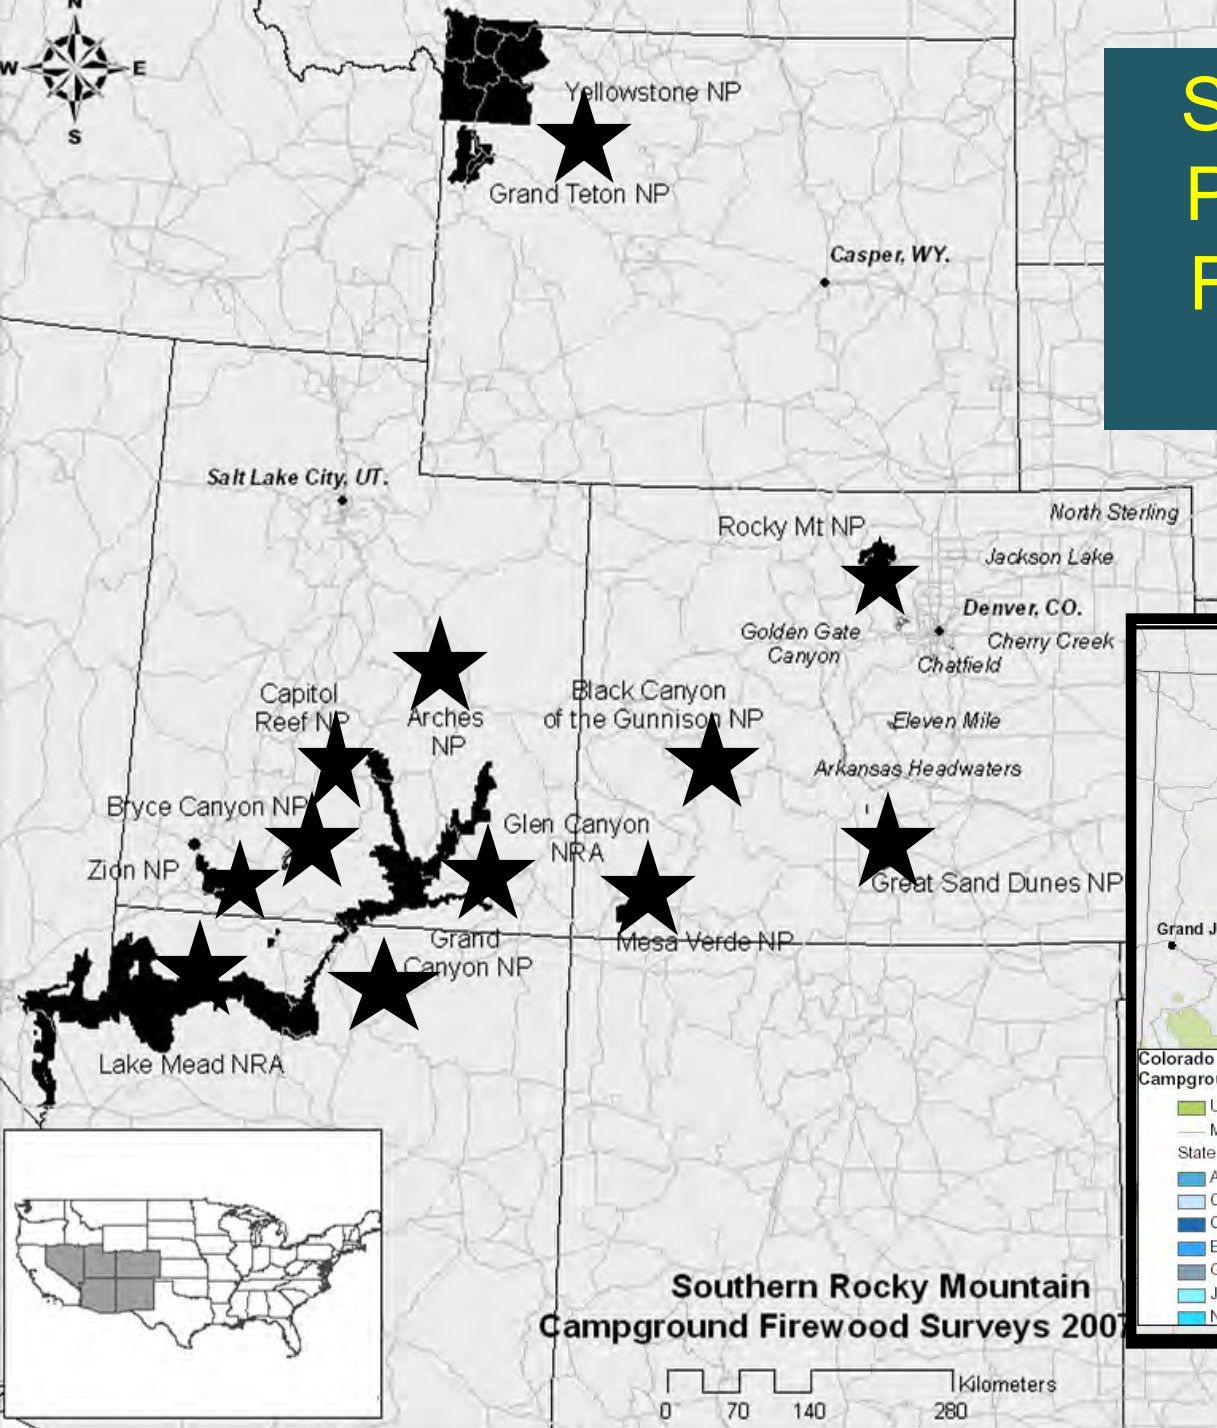 N
W E
S
Yellowstone NP
Grand Teton NP
Casper, WY.
S
P
F
Salt Lake City, UT.
Rocky Mt NP
North Sterling
Jackson Lake
Denver, CO.
Golden Gate
Canyon
Cherry Creek
Chatfield
Capitol
Reef NP
Arches
NP
Black Canyon
of the Gunnison NP
Eleven Mile
Arkansas Headwaters
Bryce Canyon NP
Glen Canyon
NRA
Zion NP
Great Sand Dunes NP
Mesa Verde NP
Grand
Canyon NP
Lake Mead NRA
Grand J
Colorado
Campgrou
U
M
State
A
C
C
E
G
J
N
Southern Rocky Mountain
Campground Firewood Surveys 2007
Kilometers
0 70 140 280